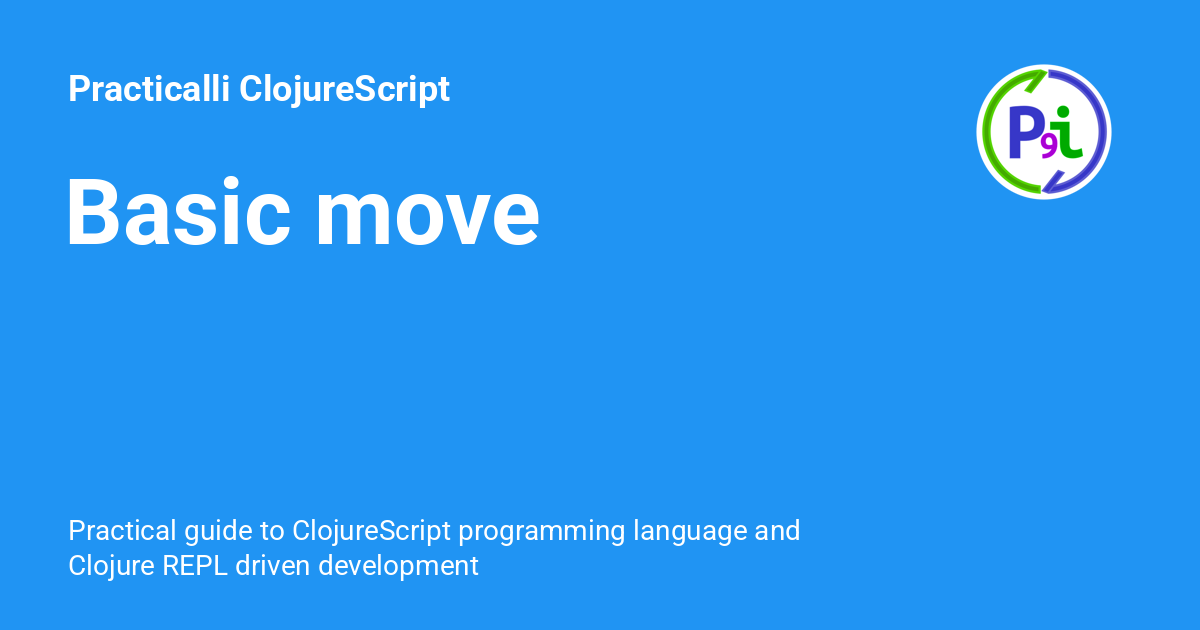 Practicalli ClojureScript
P9i
Basic move
Practical guide to ClojureScript programming language and
Clojure REPL driven development